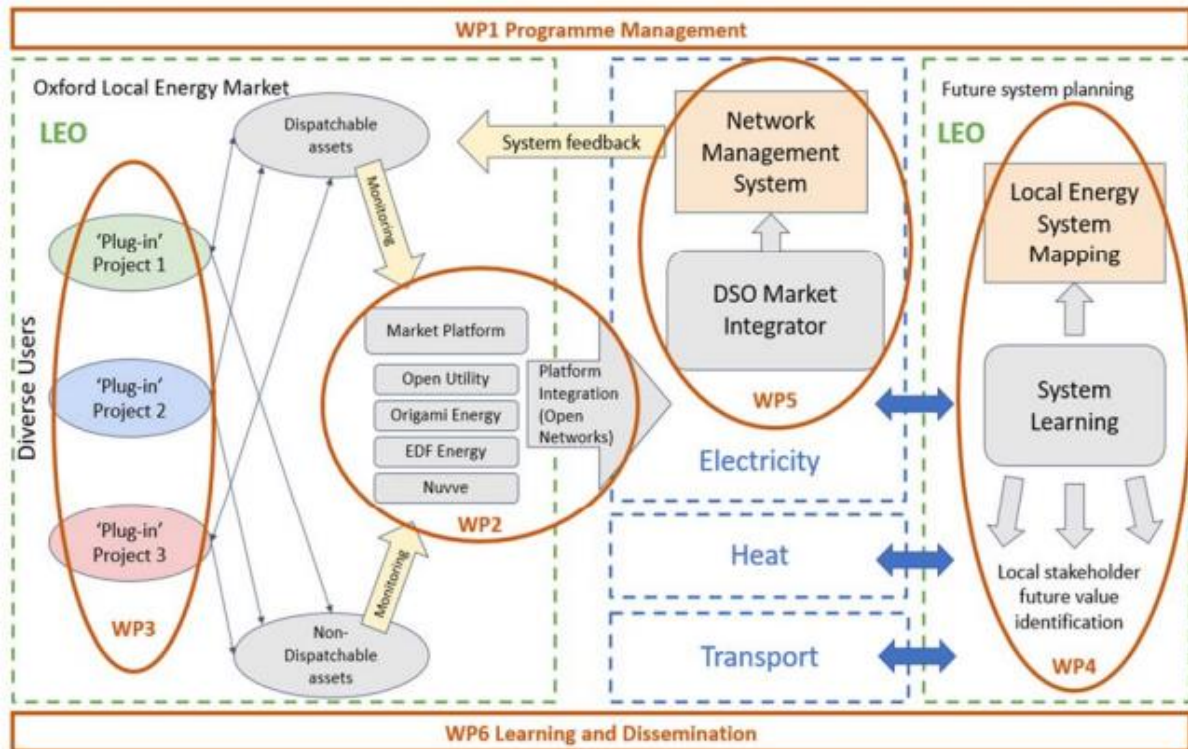 WP1 Programme Management
Oxford Local Energy Market
LEO
Diverse Users
'Plug-in'
Project 1
'Plug-in'
Project 2
'Plug-in'
Project 3
WP3
Dispatchable
assets
Monitoring
System feedback
Market Platform
Open Utility
Origami Energy
EDF Energy
Nuvve
WP2
Platform
Integration
(Open
Networks)
Monitoring
Non-
Dispatchable
assets
Network
Management
System
DSO Market
Integrator
WP5
Electricity
Heat
Transport
Future system planning
LEO
Local Energy
System
Mapping
System
Learning
Local stakeholder
future value
identification
WP4
WP6 Learning and Dissemination